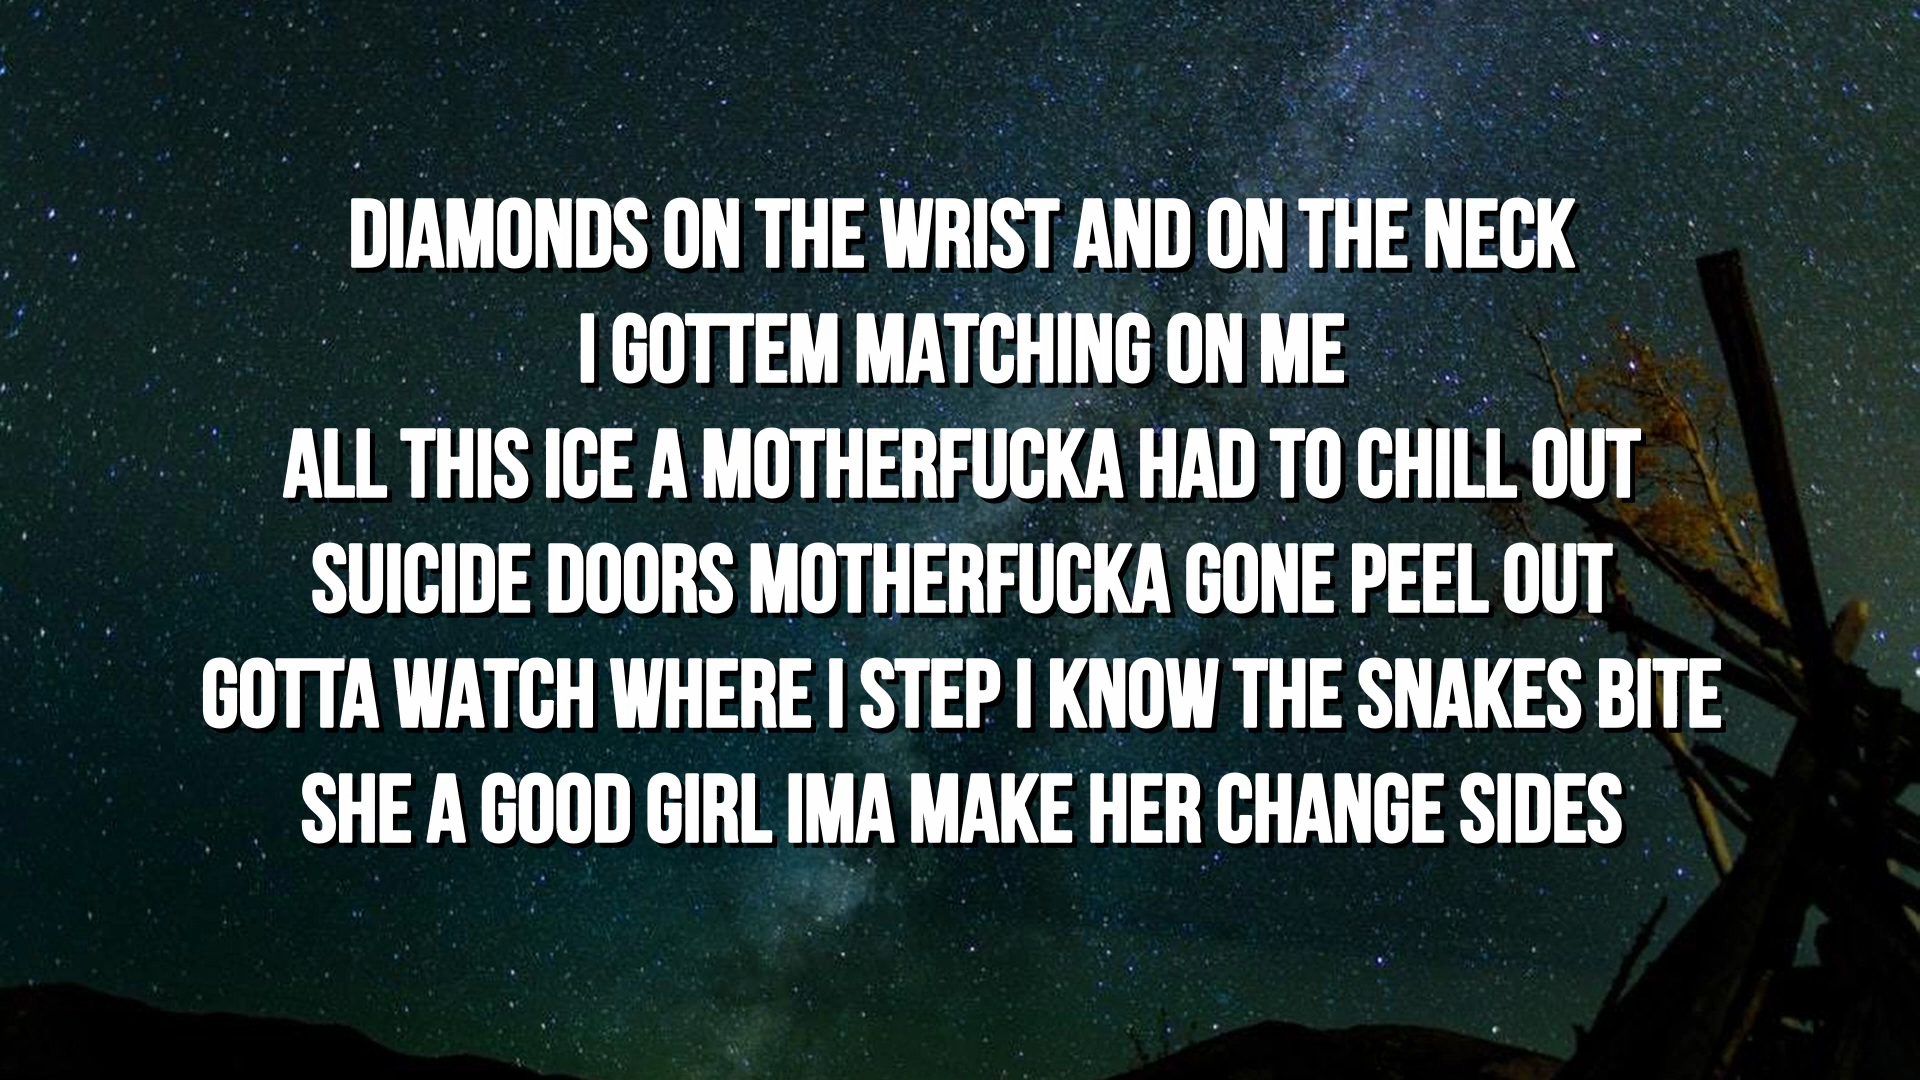 DIAMONDS ON THE WRIST AND ON THE NECK
I GOTTEM MATCHING ON ME
ALL THIS ICE A MOTHERFUCKA HAD TO CHILL OUT
SUICIDE DOORS MOTHERFUCKA GONE PEEL OUT
GOTTA WATCH WHERE I STEP I KNOW THE SNAKES BITE
SHE A GOOD GIRL IMA MAKE HER CHANGE SIDES